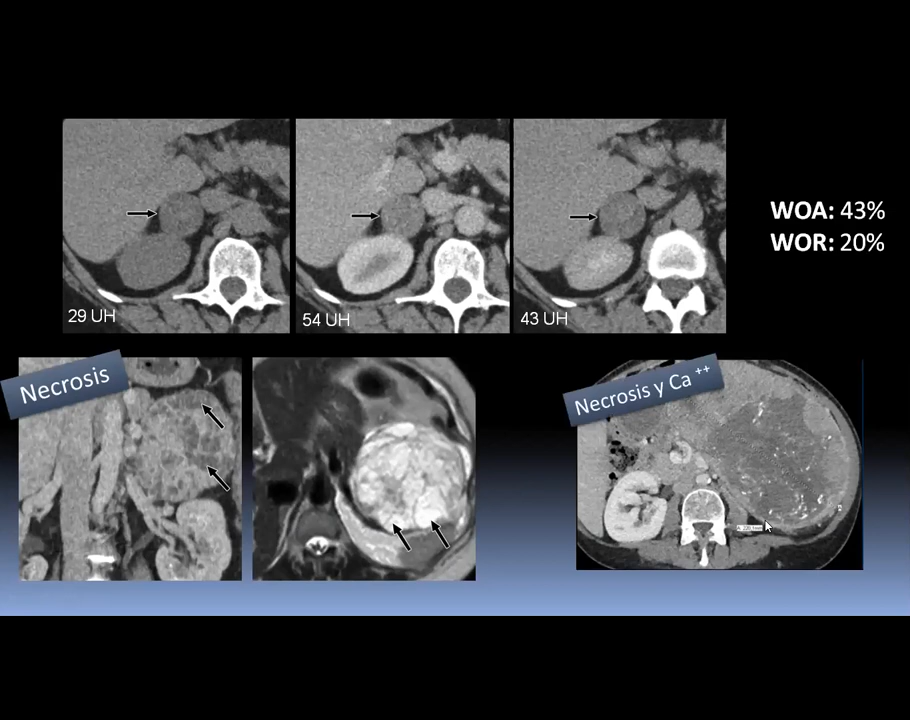 WOA: 43%
WOR: 20%
29 UH
54 UH
43 UH
Necrosis
Necrosis y Ca ++